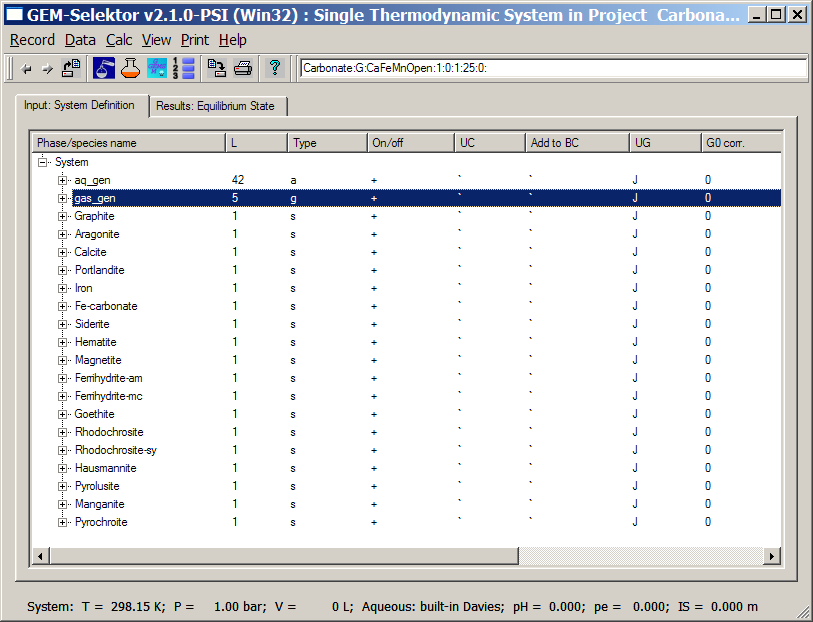 GEM-Selektor v2.1.0-PSI (Win32) : Single Thermodynamic System in Project Carbona...
Record Data Calc View Print Help
1 2 3 ? Carbonate:G:CaFeMnOpen:1:0:1:25:0:
Input: System Definition Results: Equilibrium State
Phase/species name L Type On/off UC Add to BC UG G0 corr.
System
aq_gen 42 a + ` ` J 0
gas_gen 5 g + ` ` J 0
Graphite 1 s + ` ` J 0
Aragonite 1 s + ` ` J 0
Calcite 1 s + ` ` J 0
Portlandite 1 s + ` ` J 0
Iron 1 s + ` ` J 0
Fe-carbonate 1 s + ` ` J 0
Siderite 1 s + ` ` J 0
Hematite 1 s + ` ` J 0
Magnetite 1 s + ` ` J 0
Ferrihydrite-am 1 s + ` ` J 0
Ferrihydrite-mc 1 s + ` ` J 0
Goethite 1 s + ` ` J 0
Rhodochrosite 1 s + ` ` J 0
Rhodochrosite-sy 1 s + ` ` J 0
Hausmannite 1 s + ` ` J 0
Pyrolusite 1 s + ` ` J 0
Manganite 1 s + ` ` J 0
Pyrochroite 1 s + ` ` J 0
System: T = 298.15 K; P = 1.00 bar; V = 0 L; Aqueous: built-in Davies; pH = 0.000; pe = 0.000; IS = 0.000 m